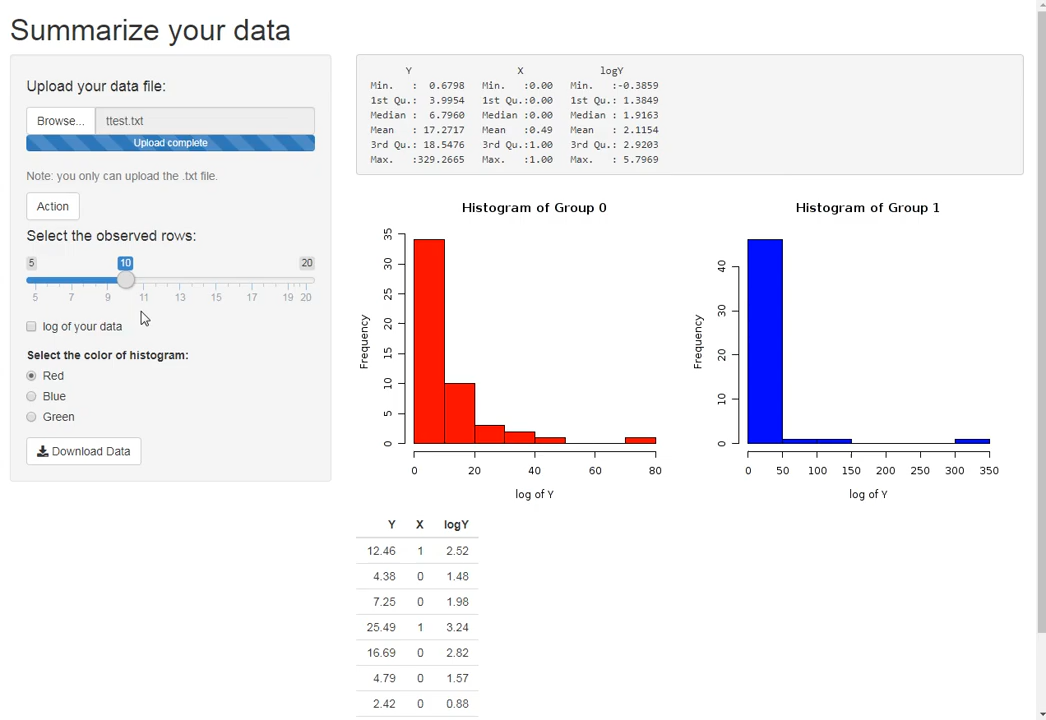 Summarize your data
Upload your data file:
Browse... ttest.txt
Upload complete
Note: you only can upload the .txt file.
Action
Select the observed rows:
5 10 20
5 7 9 11 13 15 17 19 20
log of your data
Select the color of histogram:
Red
Blue
Green
Download Data
Y X logY
Min. : 0.6798 Min. :0.00 Min. :-0.3859
1st Qu.: 3.9954 1st Qu.:0.00 1st Qu.: 1.3849
Median : 6.7960 Median :0.00 Median : 1.9163
Mean : 17.2717 Mean :0.49 Mean : 2.1154
3rd Qu.: 18.5476 3rd Qu.:1.00 3rd Qu.: 2.9203
Max. :329.2665 Max. :1.00 Max. : 5.7969
Histogram of Group 0
Frequency
35
30
25
20
15
10
5
0
0 20 40 60 80
log of Y
Histogram of Group 1
Frequency
40
30
20
10
0
0 50 100 150 200 250 300 350
log of Y
Y X logY
12.46 1 2.52
4.38 0 1.48
7.25 0 1.98
25.49 1 3.24
16.69 0 2.82
4.79 0 1.57
2.42 0 0.88